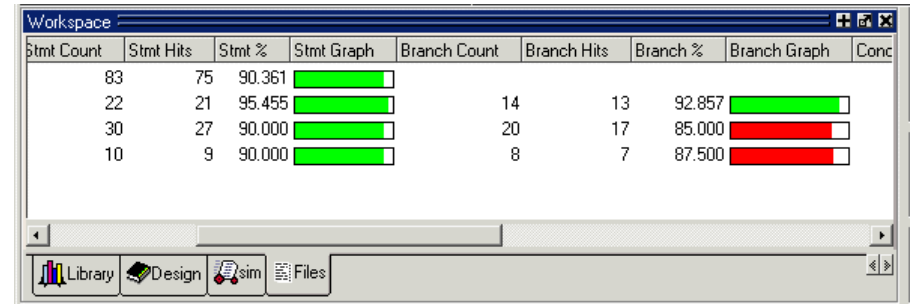 Workspace
Stmt Count Stmt Hits Stmt % Stmt Graph Branch Count Branch Hits Branch % Branch Graph Conc
83 75 90.361
22 21 95.455 14 13 92.857
30 27 90.000 20 17 85.000
10 9 90.000 8 7 87.500
Library Design sim Files